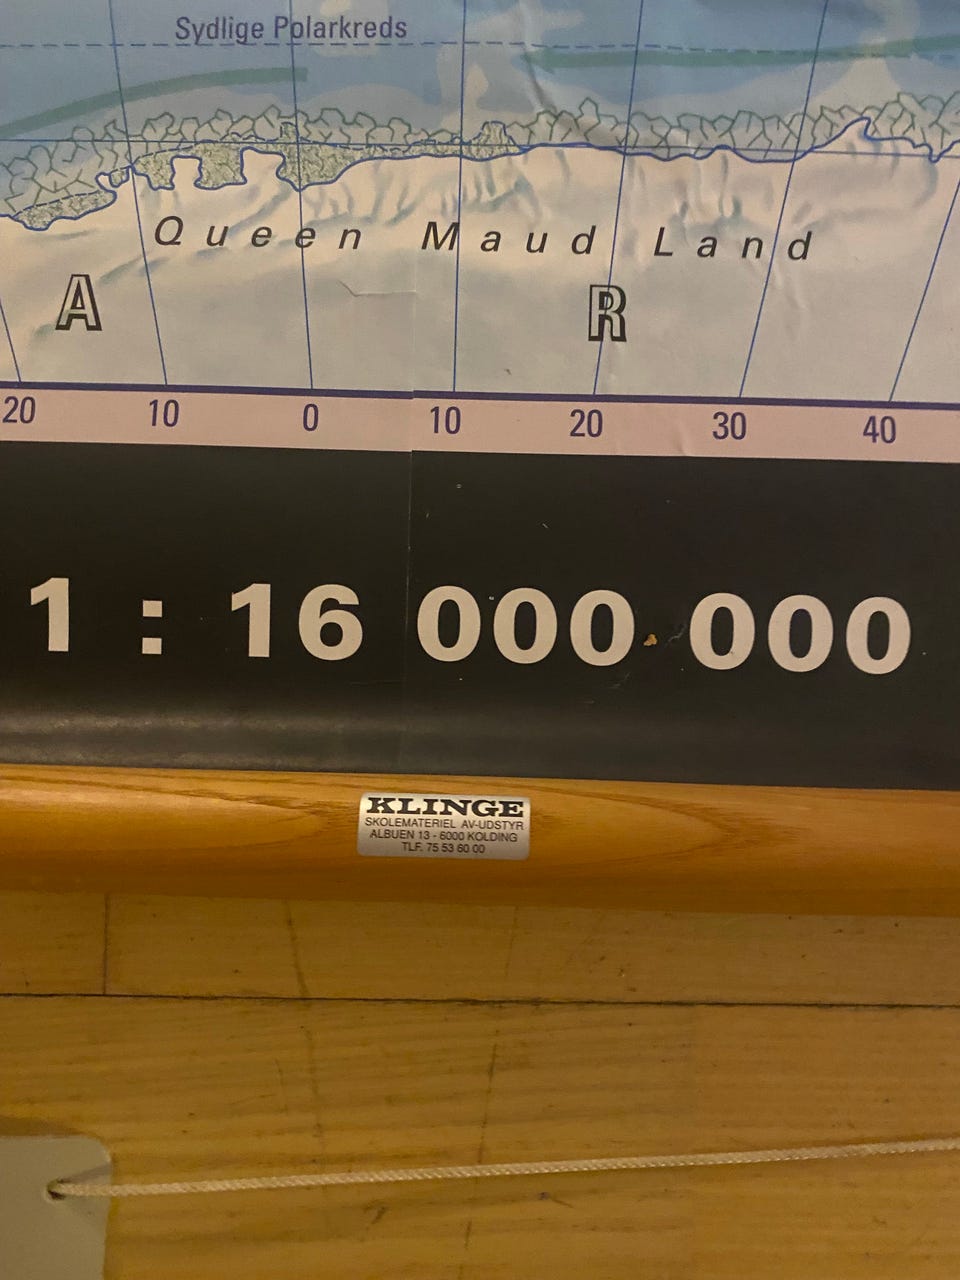 Sydlige Polarkreds
Queen Maud Land
A R
20 10 0 10 20 30 40
1 : 16 000 000
KLINGE
SKOLEMATERIEL AV-UDSTYR
ALBUEN 13 - 6000 KOLDING
TLF. 75 53 60 00